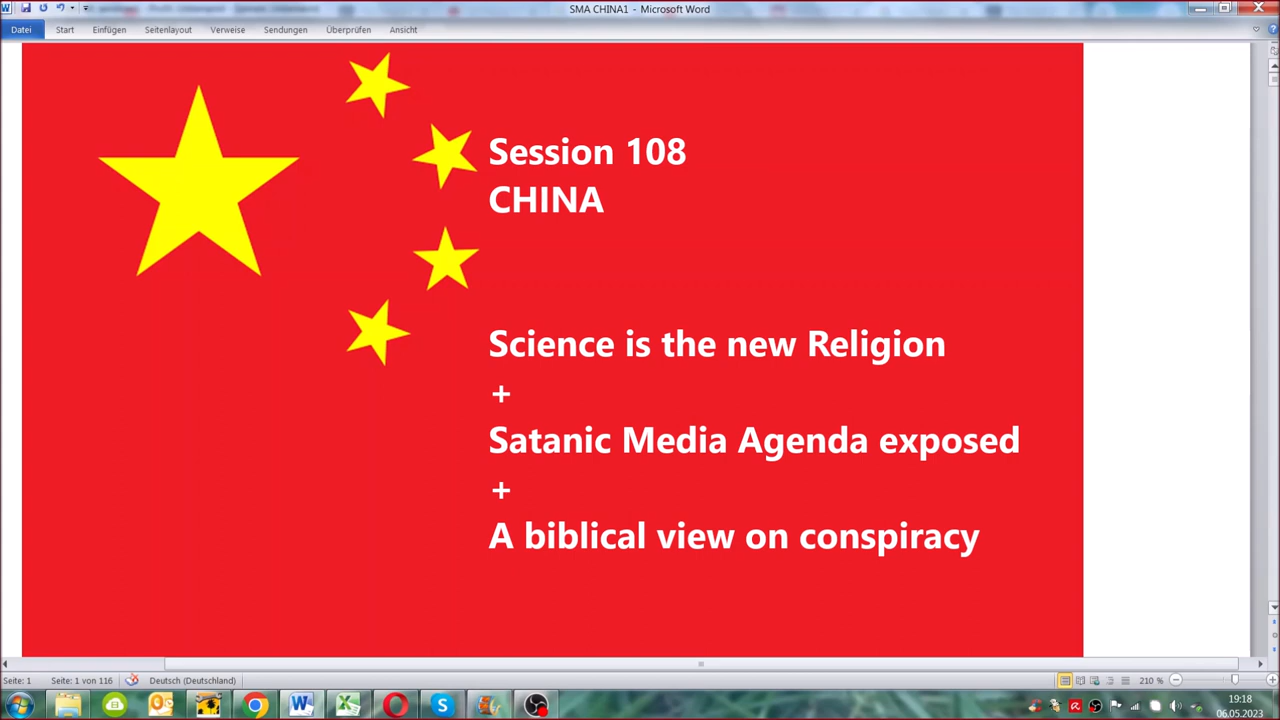 SMA CHINA1 - Microsoft Word
Datei Start Einfügen Seitenlayout Verweise Sendungen Überprüfen Ansicht
Session 108
CHINA
Science is the new Religion
+
Satanic Media Agenda exposed
+
A biblical view on conspiracy
Seite: 1 Seite: 1 von 116 Deutsch (Deutschland) 210 %
19:18
06.05.2023